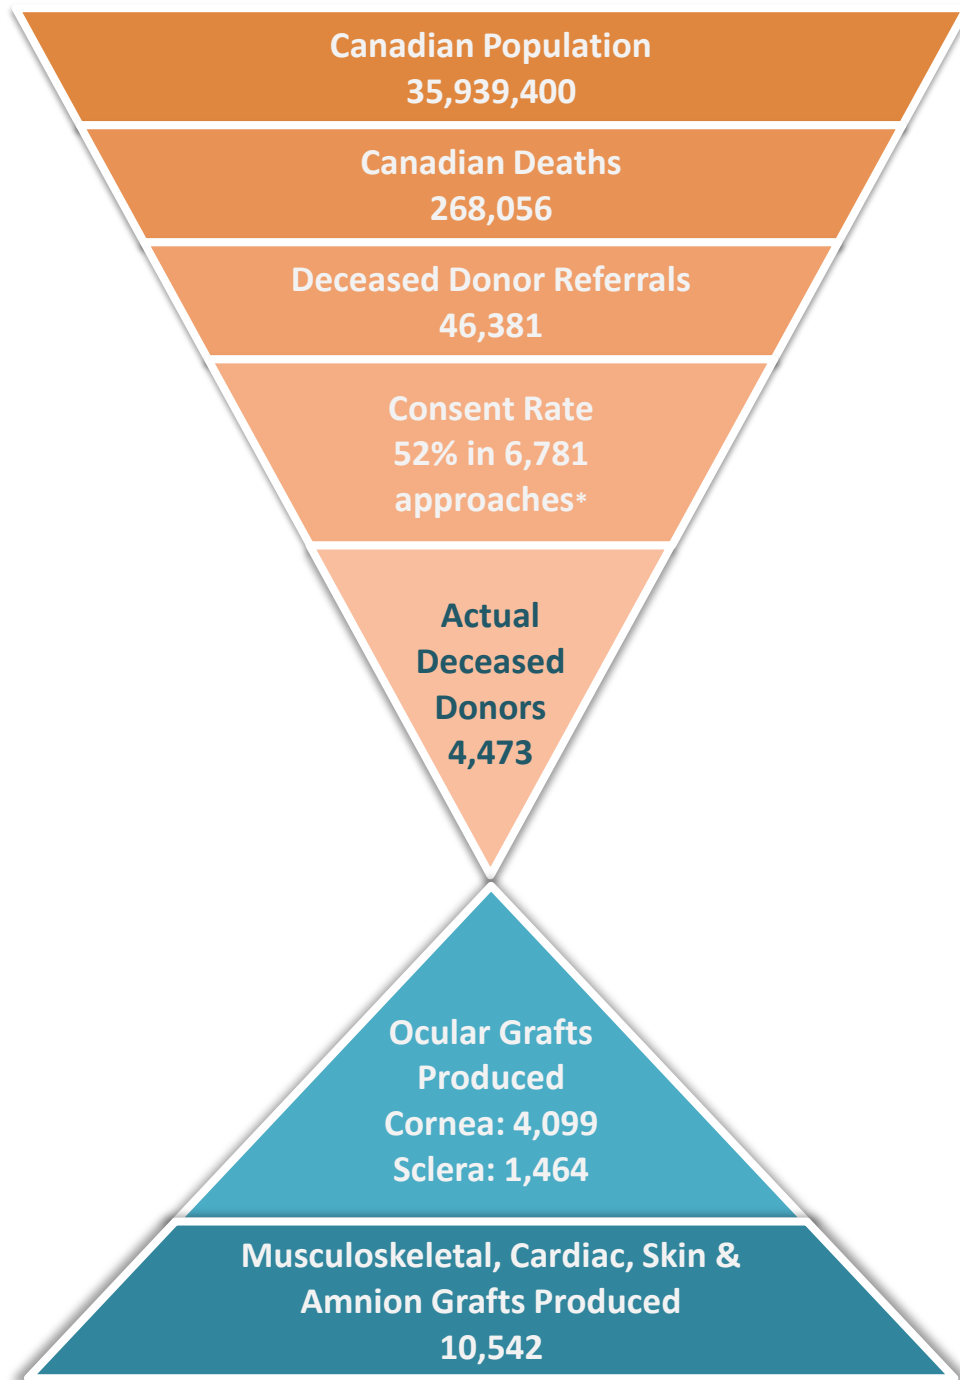 Canadian Population
35,939,400
Canadian Deaths
268,056
Deceased Donor Referrals
46,381
Consent Rate
52% in 6,781
approaches*
Actual
Deceased
Donors
4,473
Ocular Grafts
Produced
Cornea: 4,099
Sclera: 1,464
Musculoskeletal, Cardiac, Skin &
Amnion Grafts Produced
10,542